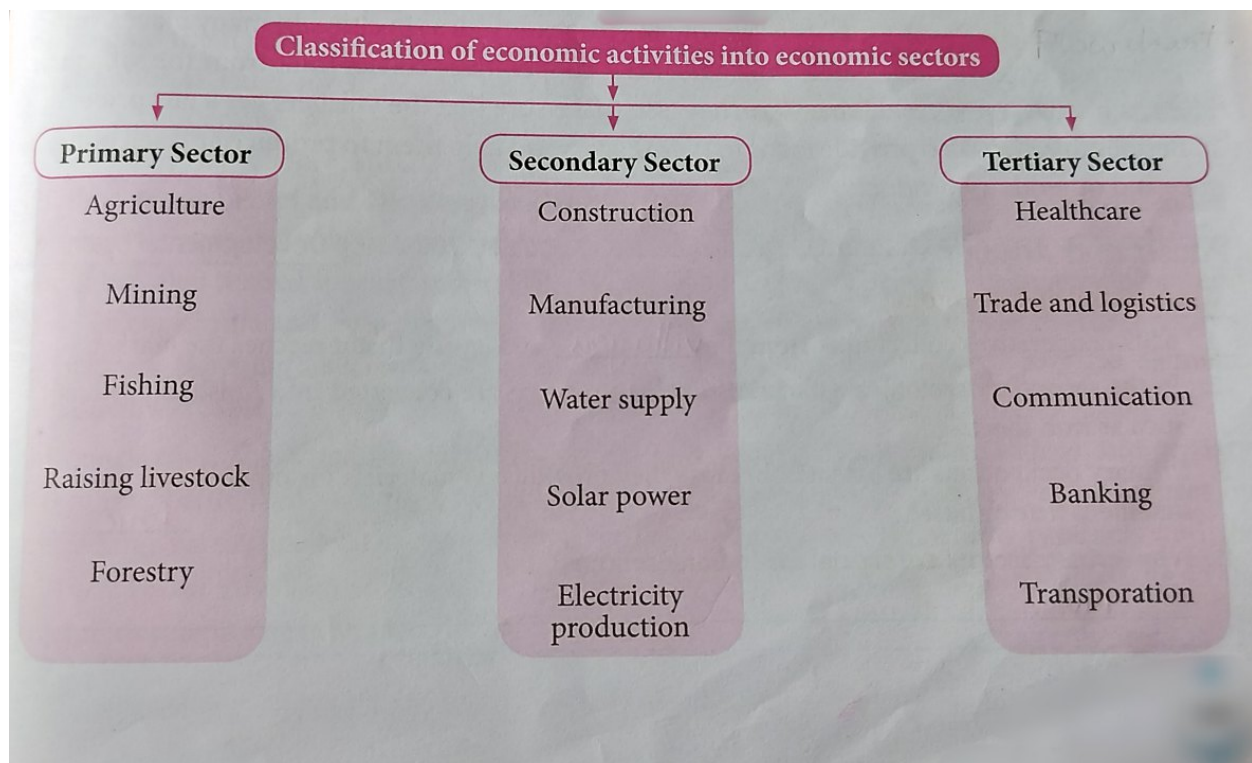 Classification of economic activities into economic sectors
Primary Sector
Agriculture
Mining
Fishing
Raising livestock
Forestry
Secondary Sector
Construction
Manufacturing
Water supply
Solar power
Electricity
production
Tertiary Sector
Healthcare
Trade and logistics
Communication
Banking
Transporation